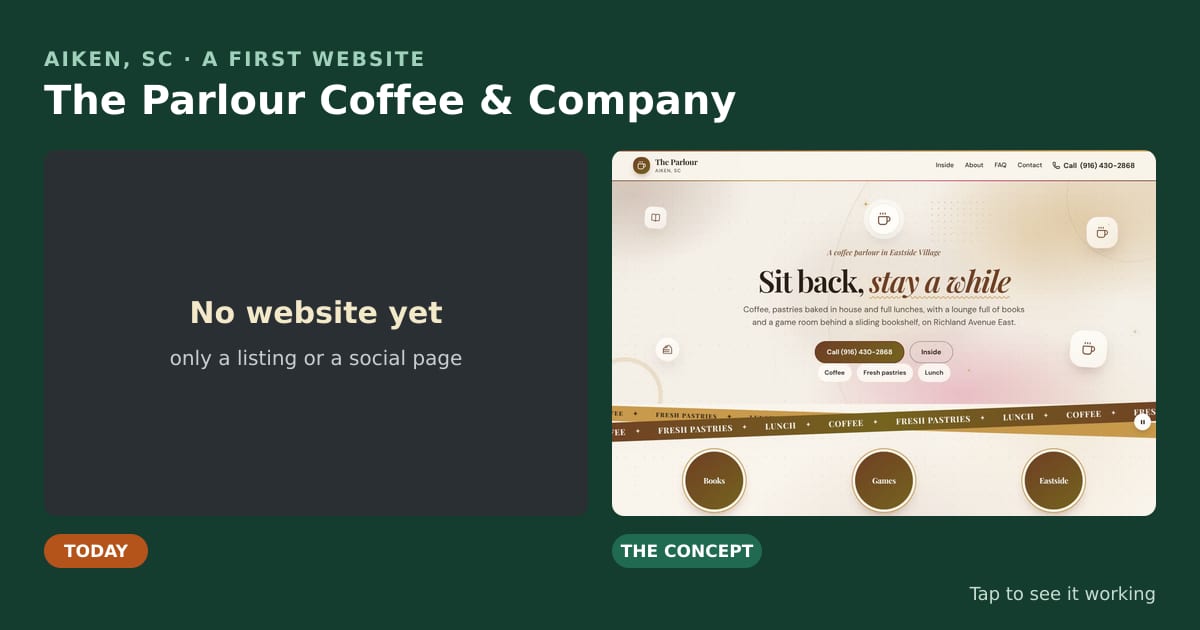 AIKEN, SC · A FIRST WEBSITE
The Parlour Coffee & Company
No website yet
only a listing or a social page
TODAY
The Parlour
AIKEN, SC
Inside About FAQ Contact Call (916) 430-2868
A coffee parlour in Eastside Village
Sit back, stay a while
Coffee, pastries baked in house and full lunches, with a lounge full of books
and a game room behind a sliding bookshelf, on Richland Avenue East.
Call (916) 430-2868 Inside
Coffee Fresh pastries Lunch
FRESH PASTRIES
FRESH PASTRIES ✦ LUNCH ✦ COFFEE ✦ FRESH PASTRIES ✦ LUNCH ✦ COFFEE ✦
Books Games Eastside
THE CONCEPT
Tap to see it working